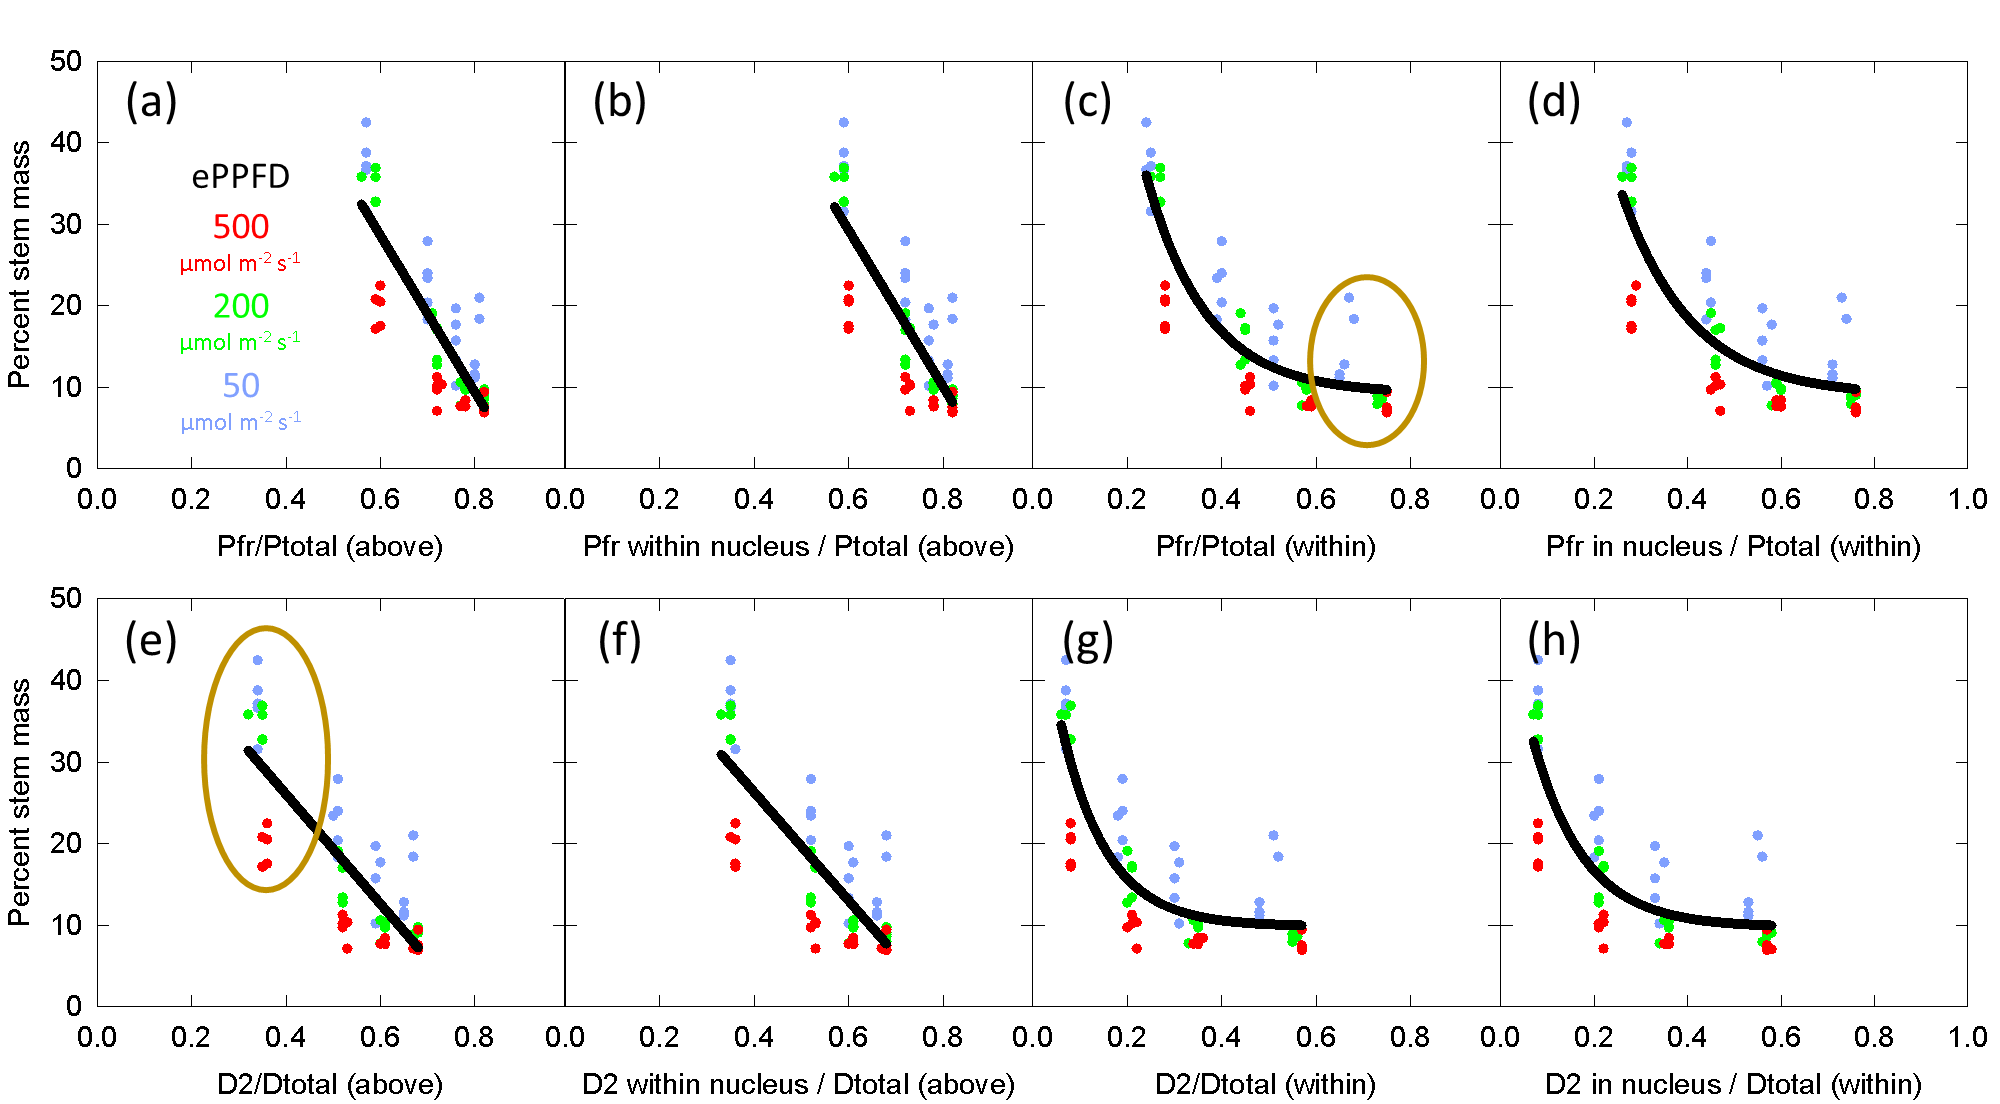 50
40
30
20
10
0
Percent stem mass
(a)
(b)
(c)
(d)
ePPFD
500
µmol m-2 s-1
200
µmol m-2 s-1
50
µmol m-2 s-1
0.0 0.2 0.4 0.6 0.8 0.0 0.2 0.4 0.6 0.8 0.0 0.2 0.4 0.6 0.8 0.0 0.2 0.4 0.6 0.8 1.0
Pfr/Ptotal (above)
Pfr within nucleus / Ptotal (above)
Pfr/Ptotal (within)
Pfr in nucleus / Ptotal (within)
50
40
30
20
10
0
Percent stem mass
(e)
(f)
(g)
(h)
0.0 0.2 0.4 0.6 0.8 0.0 0.2 0.4 0.6 0.8 0.0 0.2 0.4 0.6 0.8 0.0 0.2 0.4 0.6 0.8 1.0
D2/Dtotal (above)
D2 within nucleus / Dtotal (above)
D2/Dtotal (within)
D2 in nucleus / Dtotal (within)